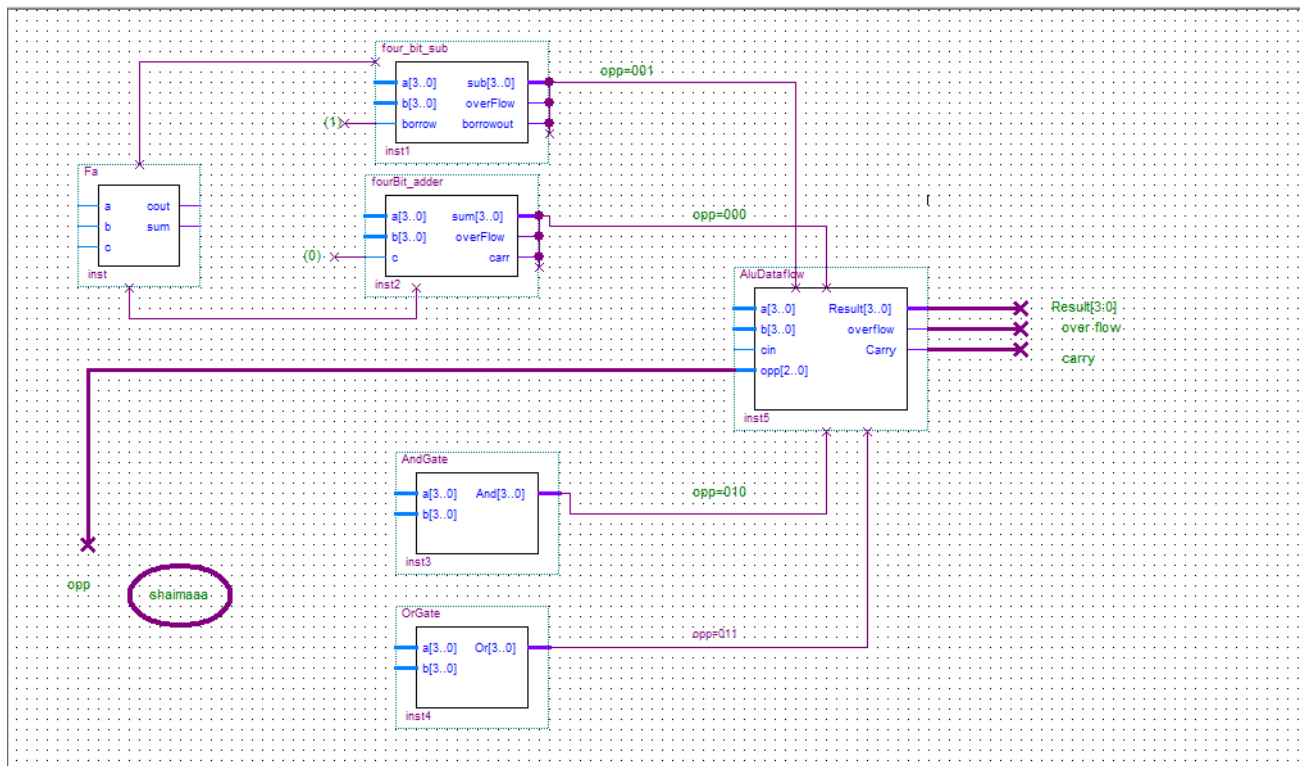 four_bit_sub
a[3..0] sub[3..0]
b[3..0] overFlow
borrow borrowout
inst1
opp=001
(1)
Fa
a cout
b sum
c
inst
fourBit_adder
a[3..0] sum[3..0]
b[3..0] overFlow
c carr
inst2
opp=000
(0)
AluDataflow
a[3..0] Result[3..0]
b[3..0] overflow
cin Carry
opp[2..0]
inst5
Result[3:0]
over flow
carry
AndGate
a[3..0] And[3..0]
b[3..0]
inst3
opp=010
opp
shaimaaa
OrGate
a[3..0] Or[3..0]
b[3..0]
inst4
opp=011